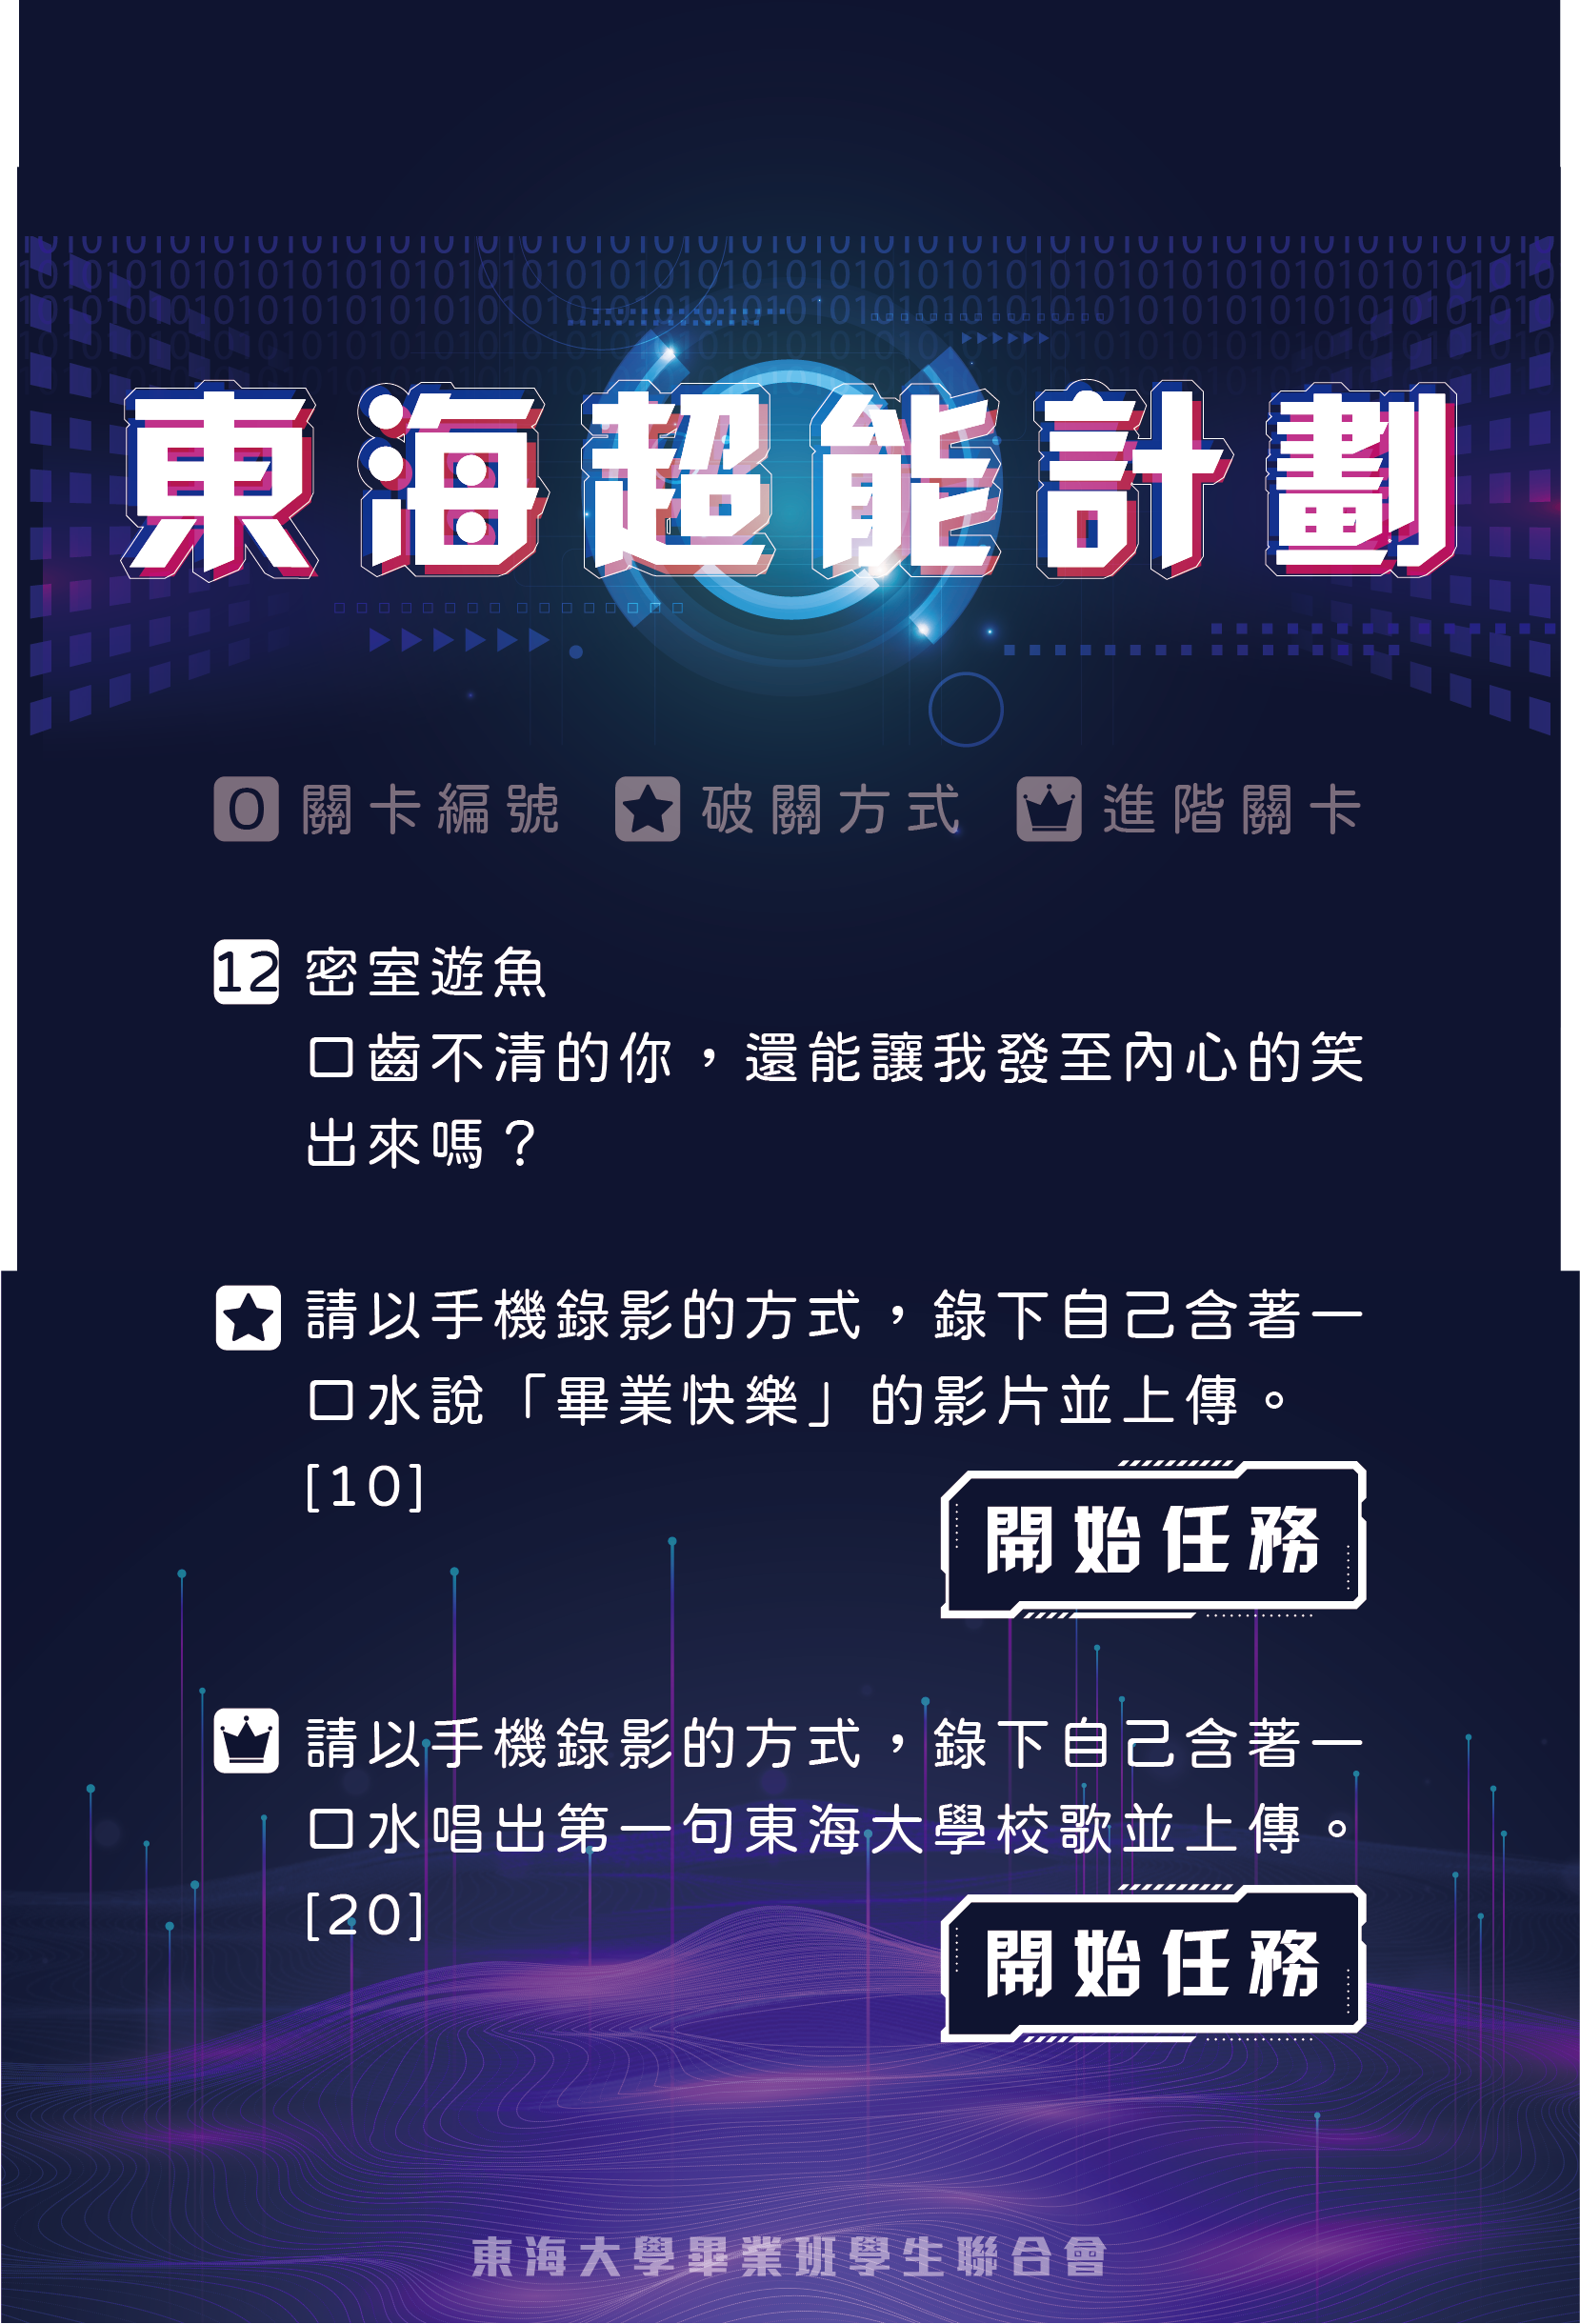 東海超能計劃
0 關卡編號 破關方式 進階關卡
12 密室遊魚
口齒不清的你，還能讓我發至內心的笑
出來嗎？
請以手機錄影的方式，錄下自己含著一
口水說「畢業快樂」的影片並上傳。
[10]
開始任務
請以手機錄影的方式，錄下自己含著一
口水唱出第一句東海大學校歌並上傳。
[20]
開始任務
東海大學畢業班學生聯合會